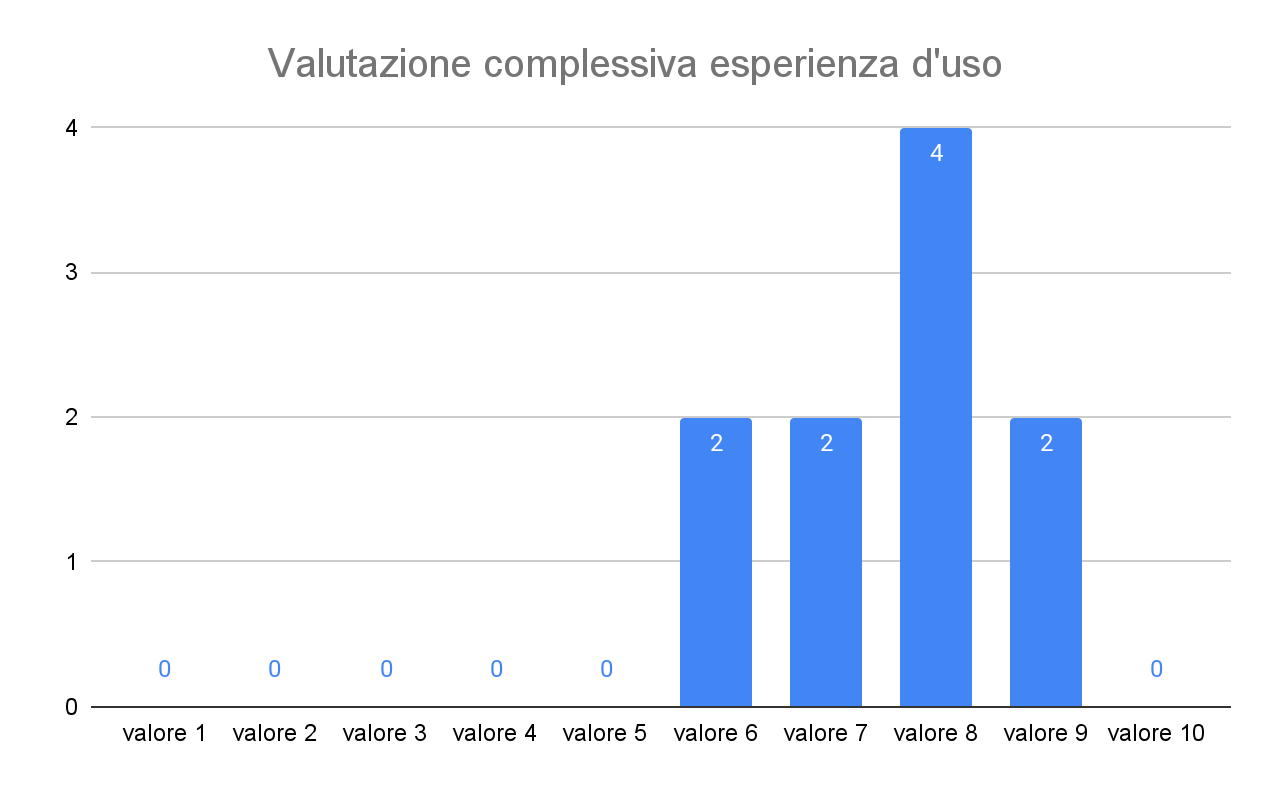 Valutazione complessiva esperienza d'uso
4
4
3
2
2
2
2
1
0
0
0
0
0
0
0
valore 1
valore 2
valore 3
valore 4
valore 5
valore 6
valore 7
valore 8
valore 9
valore 10